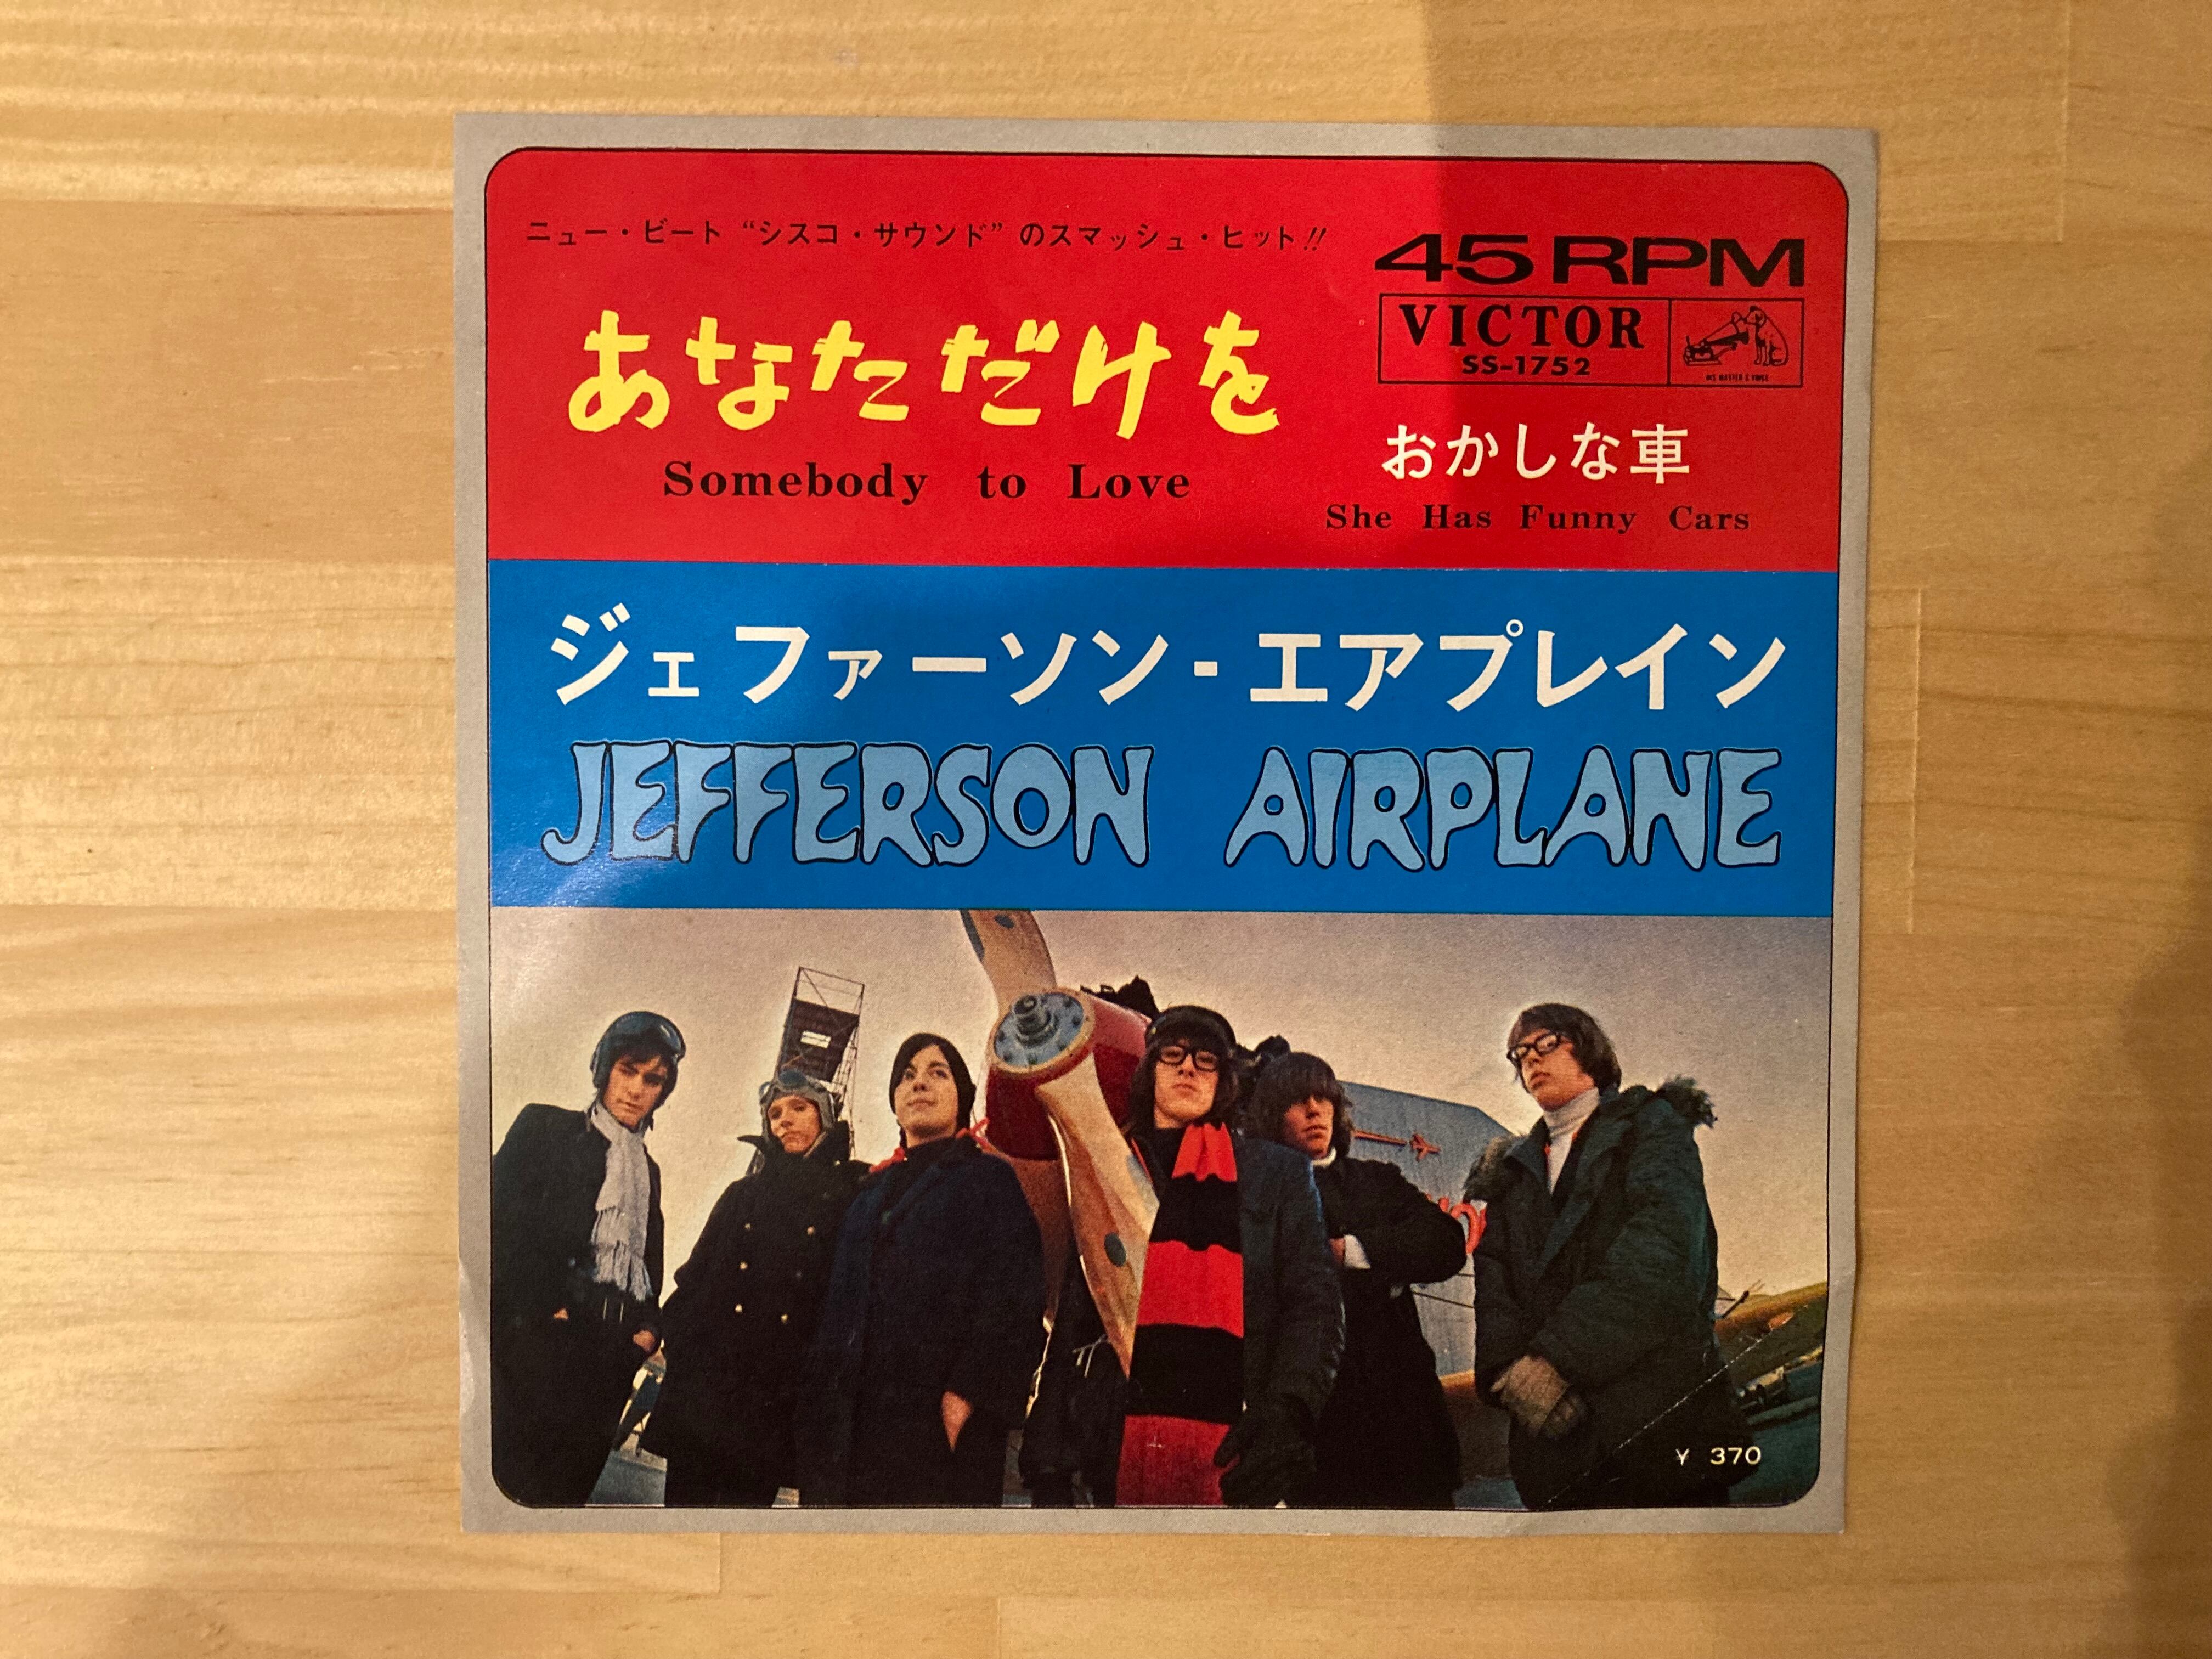 ニュー・ビート “シスコ・サウンド” のスマッシュ・ヒット!!
45 RPM
VICTOR
SS-1752
HIS MASTER'S VOICE
あなただけを
Somebody to Love
おかしな車
She Has Funny Cars
ジェファーソン-エアプレイン
JEFFERSON AIRPLANE
¥ 370